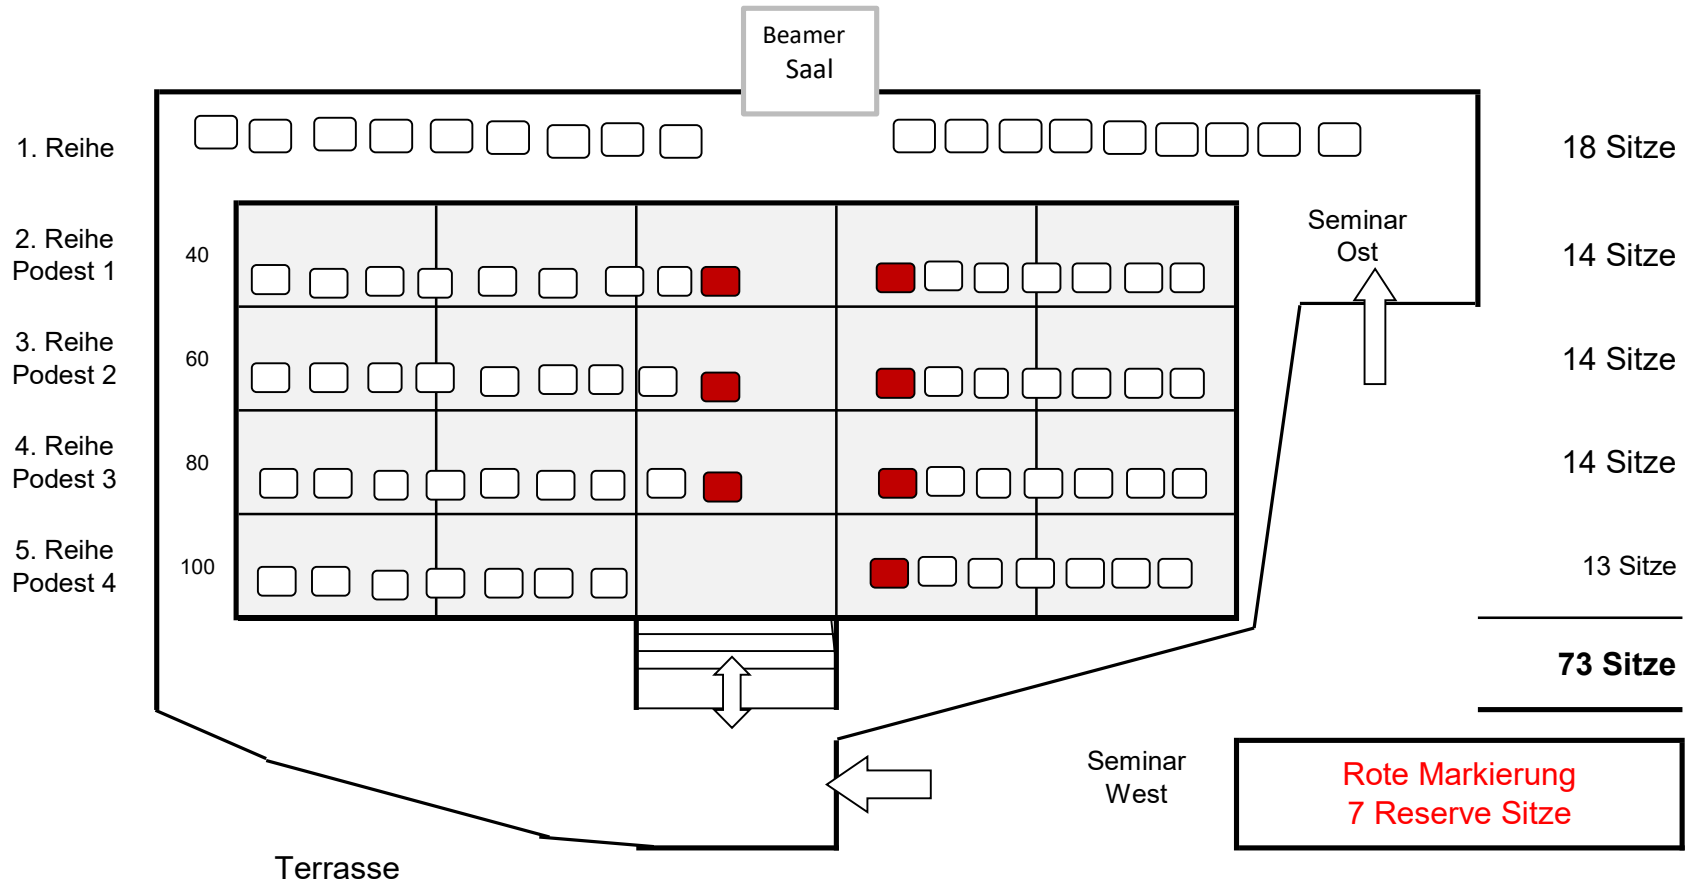 Beamer
Saal
1. Reihe
18 Sitze
2. Reihe
Podest 1
40
Seminar
Ost
14 Sitze
3. Reihe
Podest 2
60
14 Sitze
4. Reihe
Podest 3
80
14 Sitze
5. Reihe
Podest 4
100
13 Sitze
73 Sitze
Seminar
West
Rote Markierung
7 Reserve Sitze
Terrasse